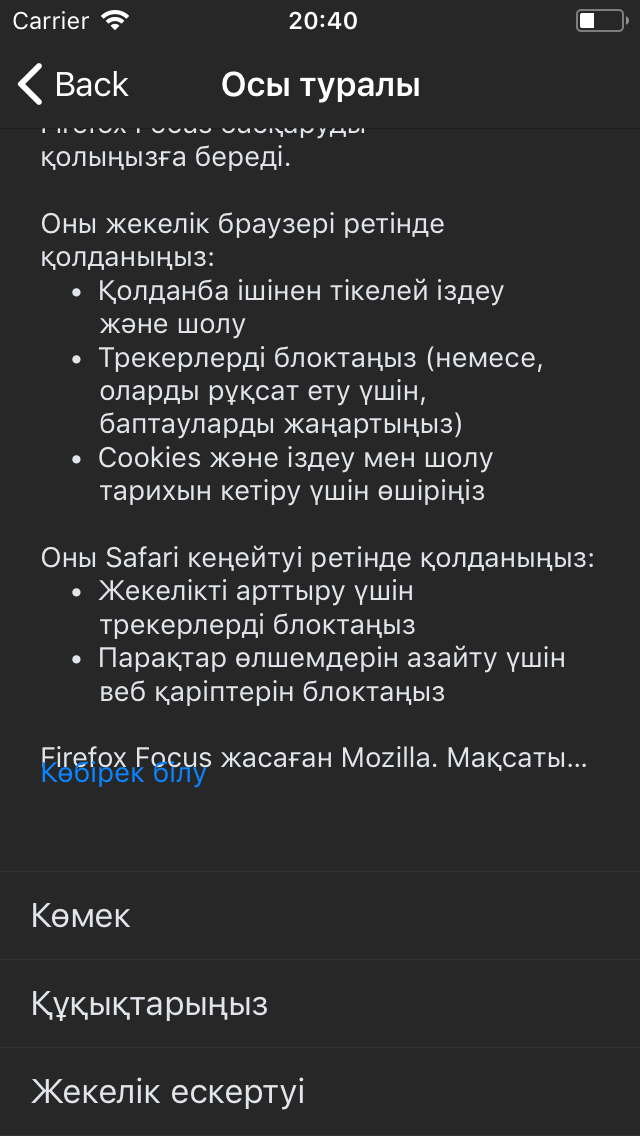 Carrier
20:40
Back
Осы туралы
Firefox Focus басқаруды
қолыңызға береді.
Оны жекелік браузері ретінде
қолданыңыз:
• Қолданба ішінен тікелей іздеу
және шолу
• Трекерлерді блоктаңыз (немесе,
оларды рұқсат ету үшін,
баптауларды жаңартыңыз)
• Cookies және іздеу мен шолу
тарихын кетіру үшін өшіріңіз
Оны Safari кеңейтуі ретінде қолданыңыз:
• Жекелікті арттыру үшін
трекерлерді блоктаңыз
• Парақтар өлшемдерін азайту үшін
веб қаріптерін блоктаңыз
Firefox Focus жасаған Mozilla. Мақсаты...
Көбірек білу
Көмек
Құқықтарыңыз
Жекелік ескертуі